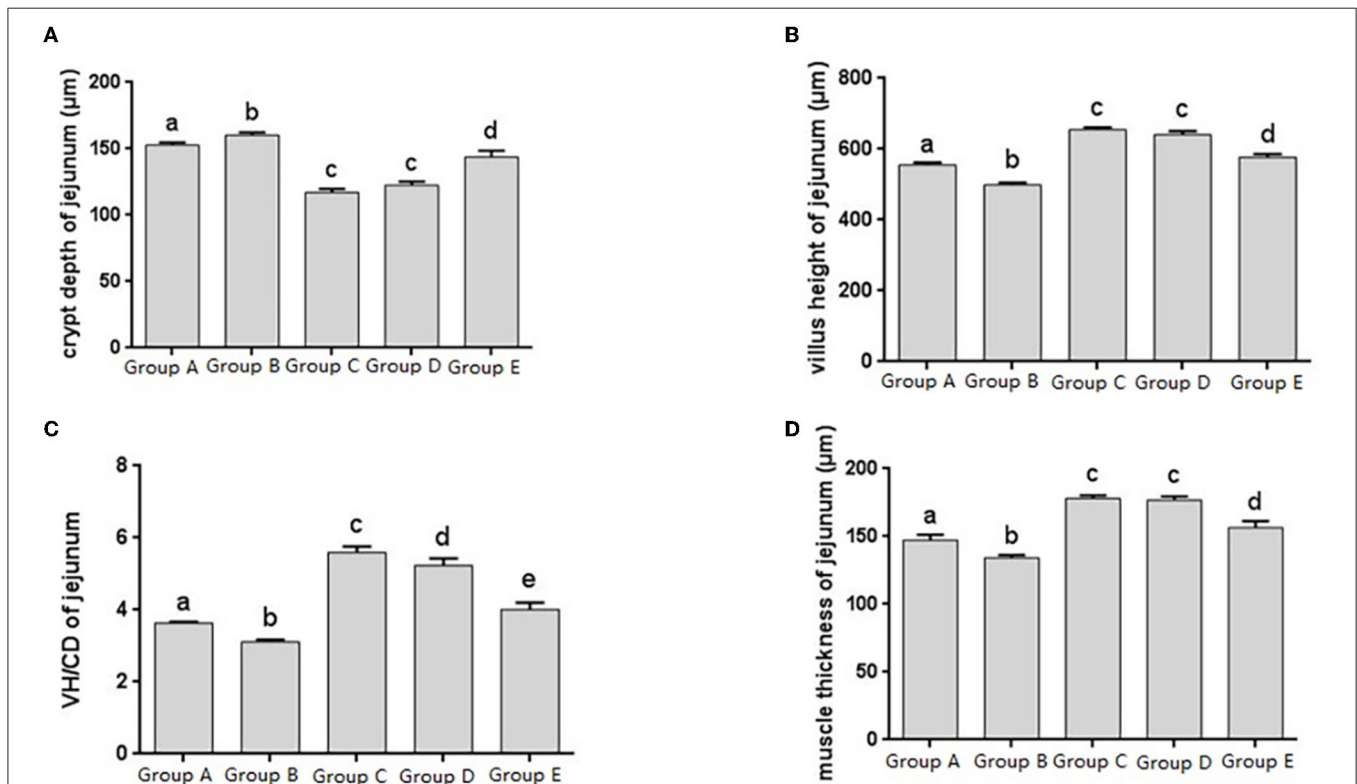 A
crypt depth of jejunum (μm)
200
150
100
50
0
a
b
c
c
d
Group A
Group B
Group C
Group D
Group E
B
villus height of jejunum (μm)
800
600
400
200
0
a
b
c
c
d
Group A
Group B
Group C
Group D
Group E
C
VH/CD of jejunum
8
6
4
2
0
a
b
c
d
e
Group A
Group B
Group C
Group D
Group E
D
muscle thickness of jejunum (μm)
200
150
100
50
0
a
b
c
c
d
Group A
Group B
Group C
Group D
Group E